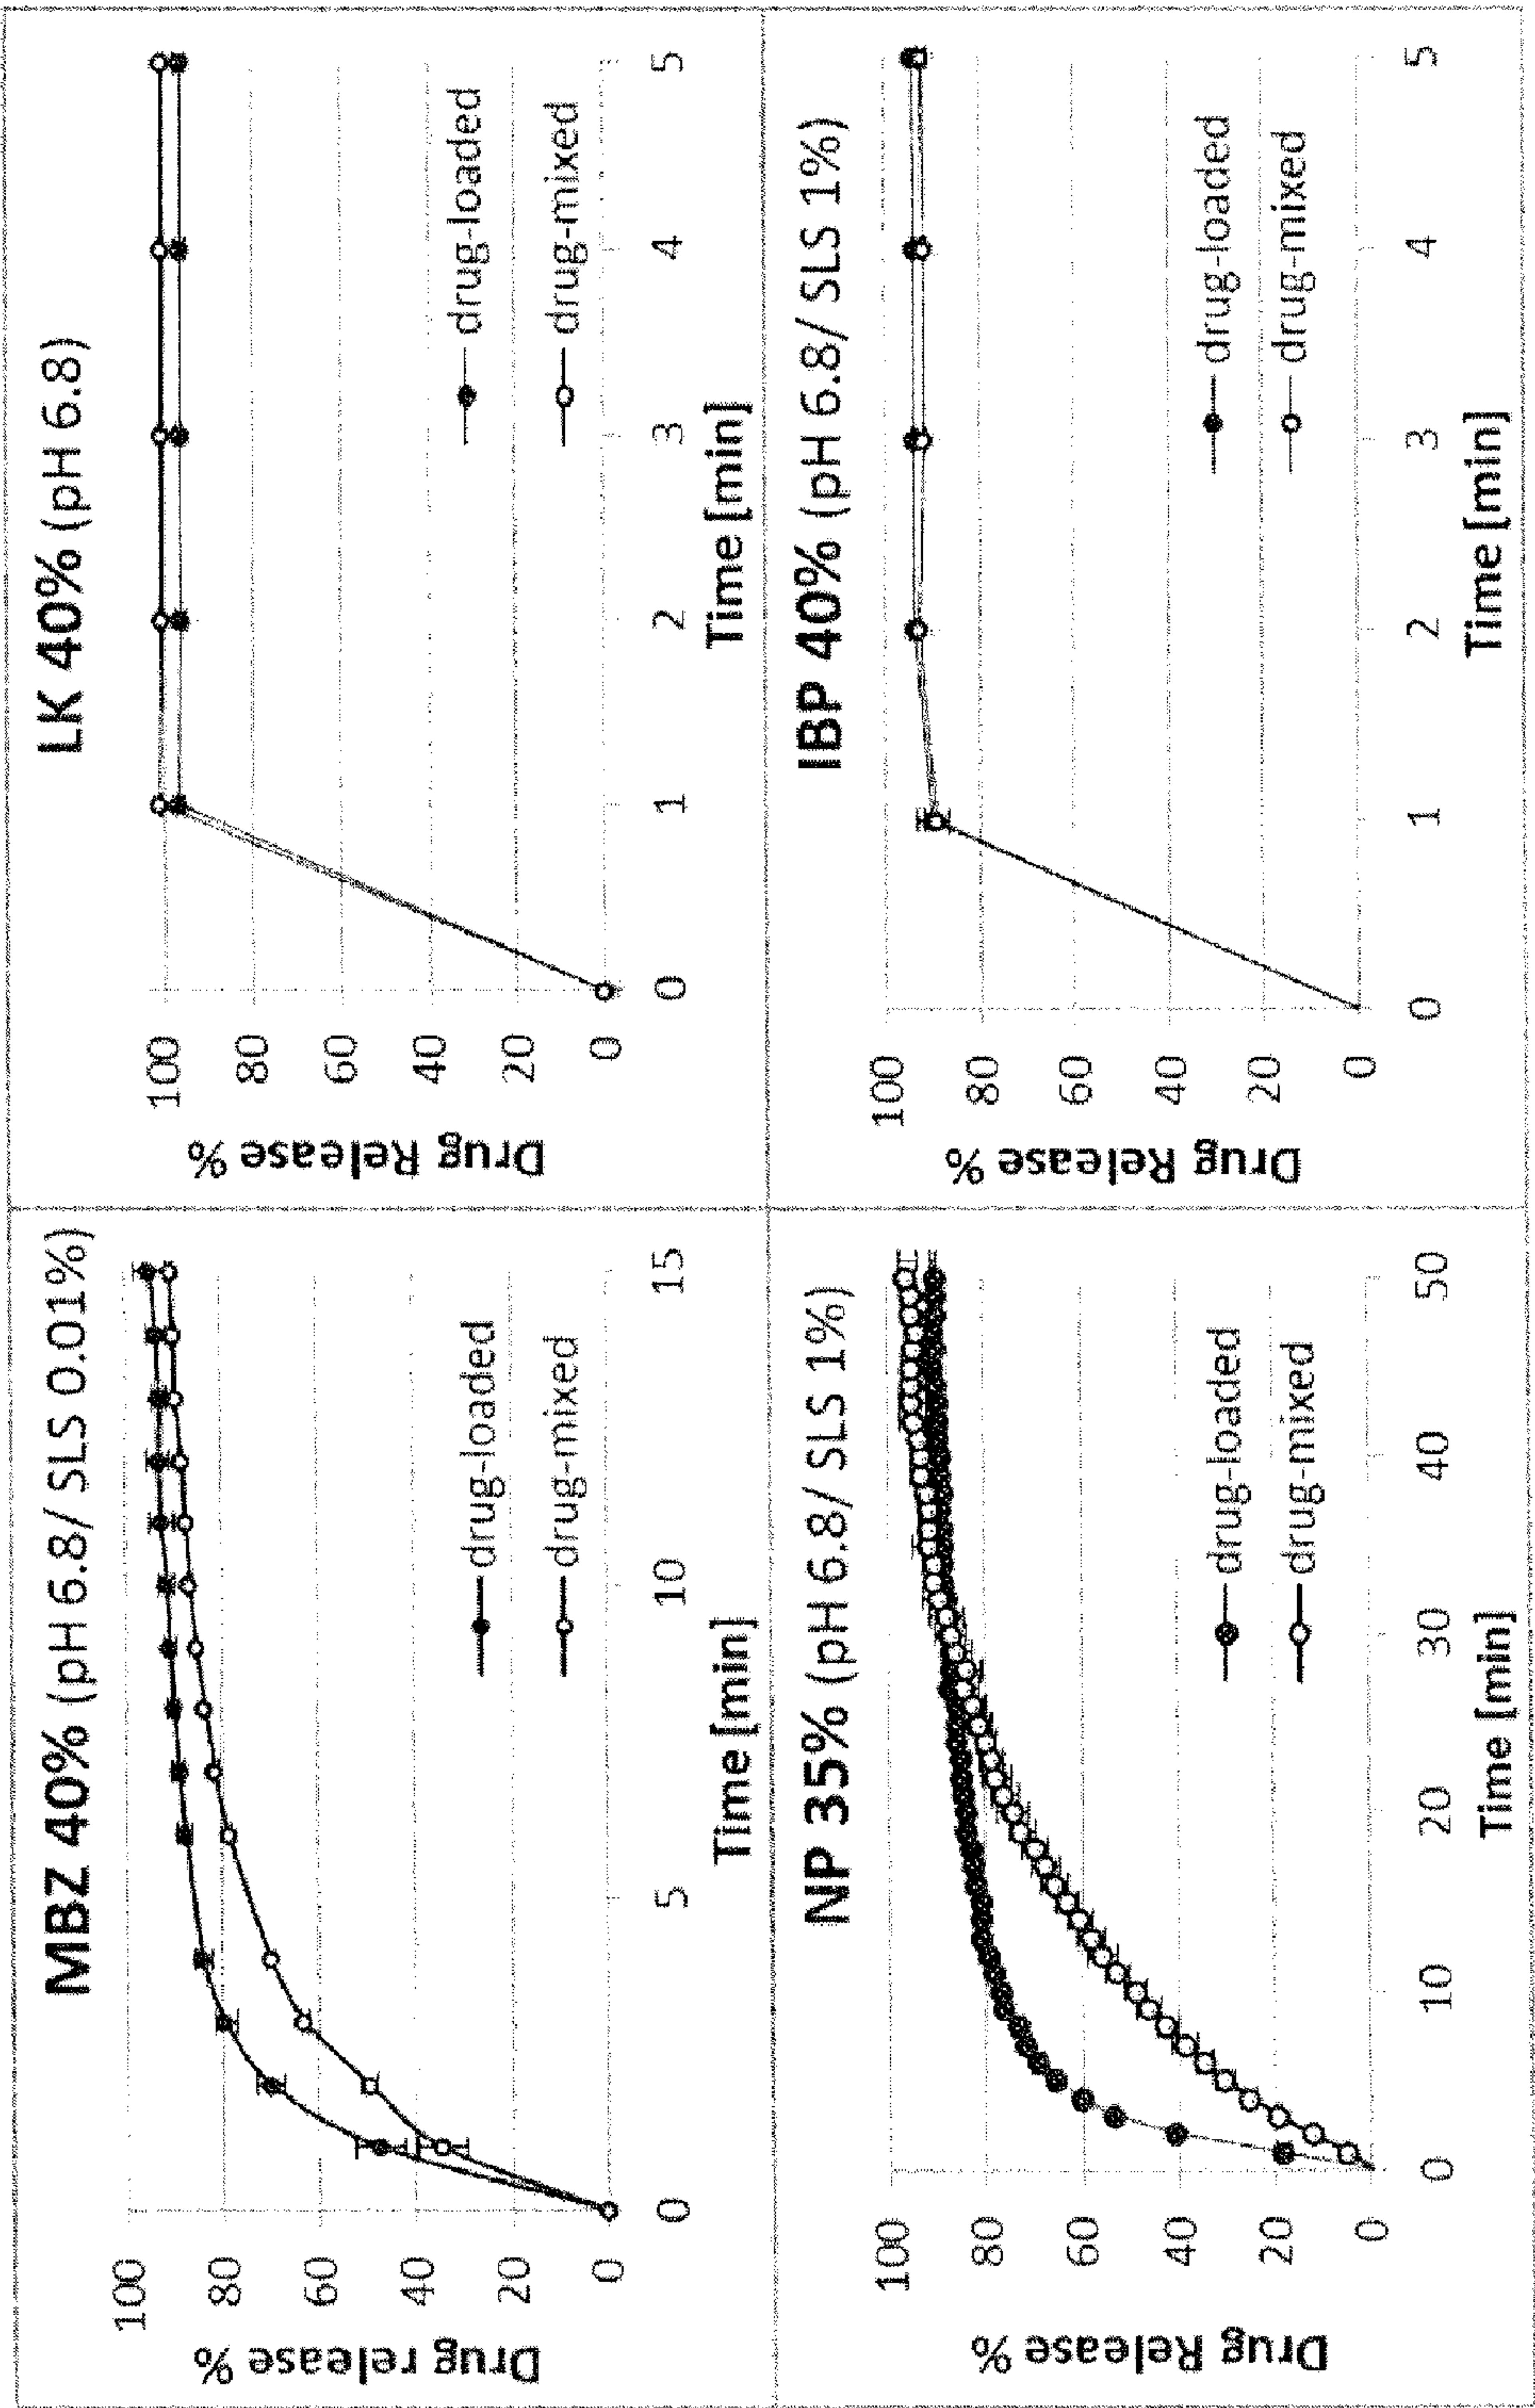 MBZ 40% (pH 6.8/ SLS 0.01%)
Drug release %
100
80
60
40
20
0
0
5
10
15
Time [min]
drug-loaded
drug-mixed
LK 40% (pH 6.8)
Drug Release %
100
80
60
40
20
0
0
1
2
3
4
5
Time [min]
drug-loaded
drug-mixed
NP 35% (pH 6.8/ SLS 1%)
Drug Release %
100
80
60
40
20
0
0
10
20
30
40
50
Time [min]
drug-loaded
drug-mixed
IBP 40% (pH 6.8/ SLS 1%)
Drug Release %
100
80
60
40
20
0
0
1
2
3
4
5
Time [min]
drug-loaded
drug-mixed